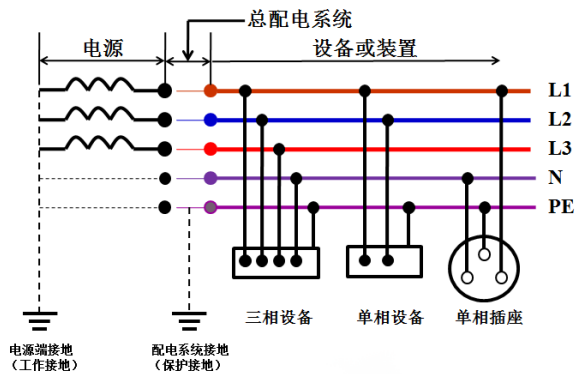 总配电系统
电源
设备或装置
L1
L2
L3
N
PE
三相设备
单相设备
单相插座
电源端接地
（工作接地）
配电系统接地
（保护接地）